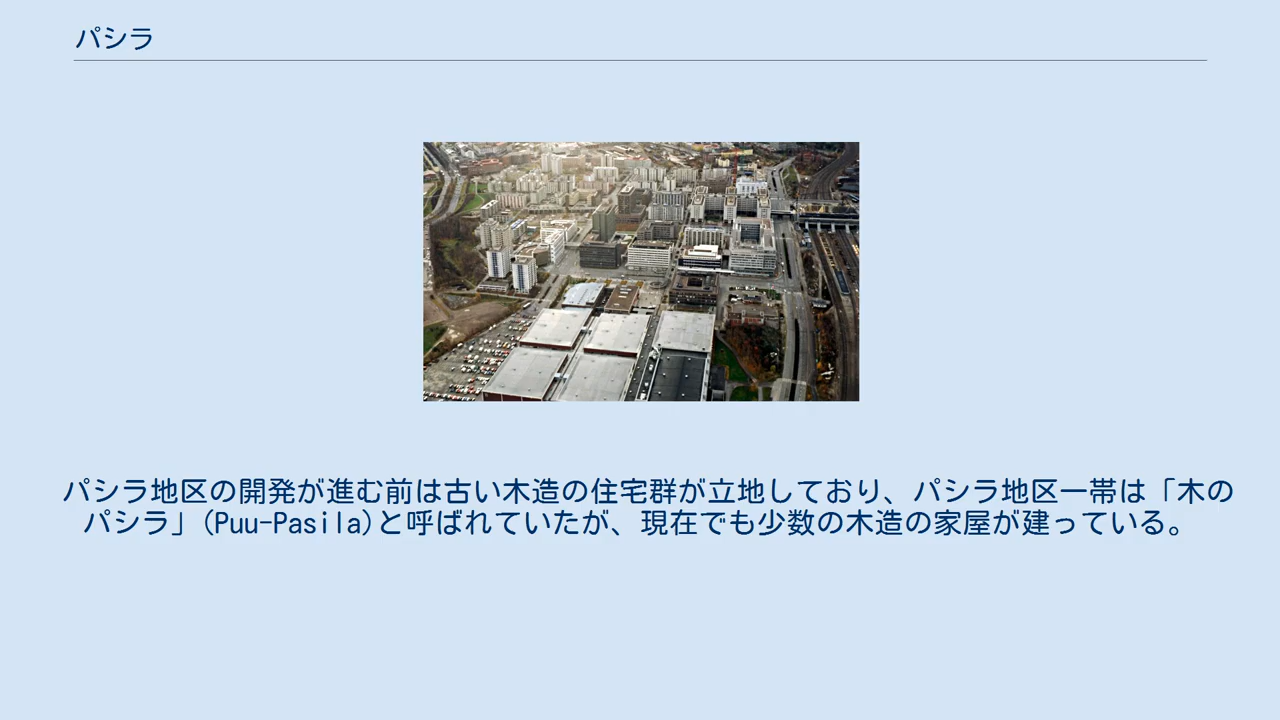 パシラ
パシラ地区の開発が進む前は古い木造の住宅群が立地しており、パシラ地区一帯は「木の
パシラ」(Puu-Pasila)と呼ばれていたが、現在でも少数の木造の家屋が建っている。